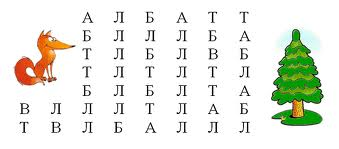 А Л Б А Т Т
Б Л Л Л Б А
Т Л Б Л В Б
Т Л Т Л Т Л
Б Л Б Л Т А
В Л Л Л Т Л А Б
Т В Л Б А Л Л Л